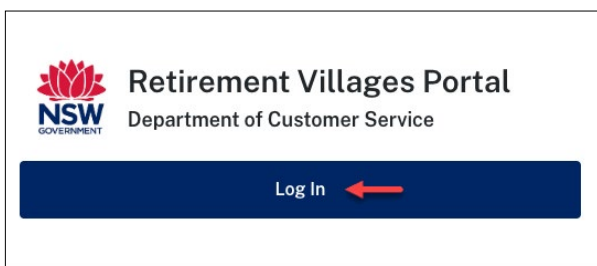 Retirement Villages Portal
NSW
GOVERNMENT
Department of Customer Service
Log In